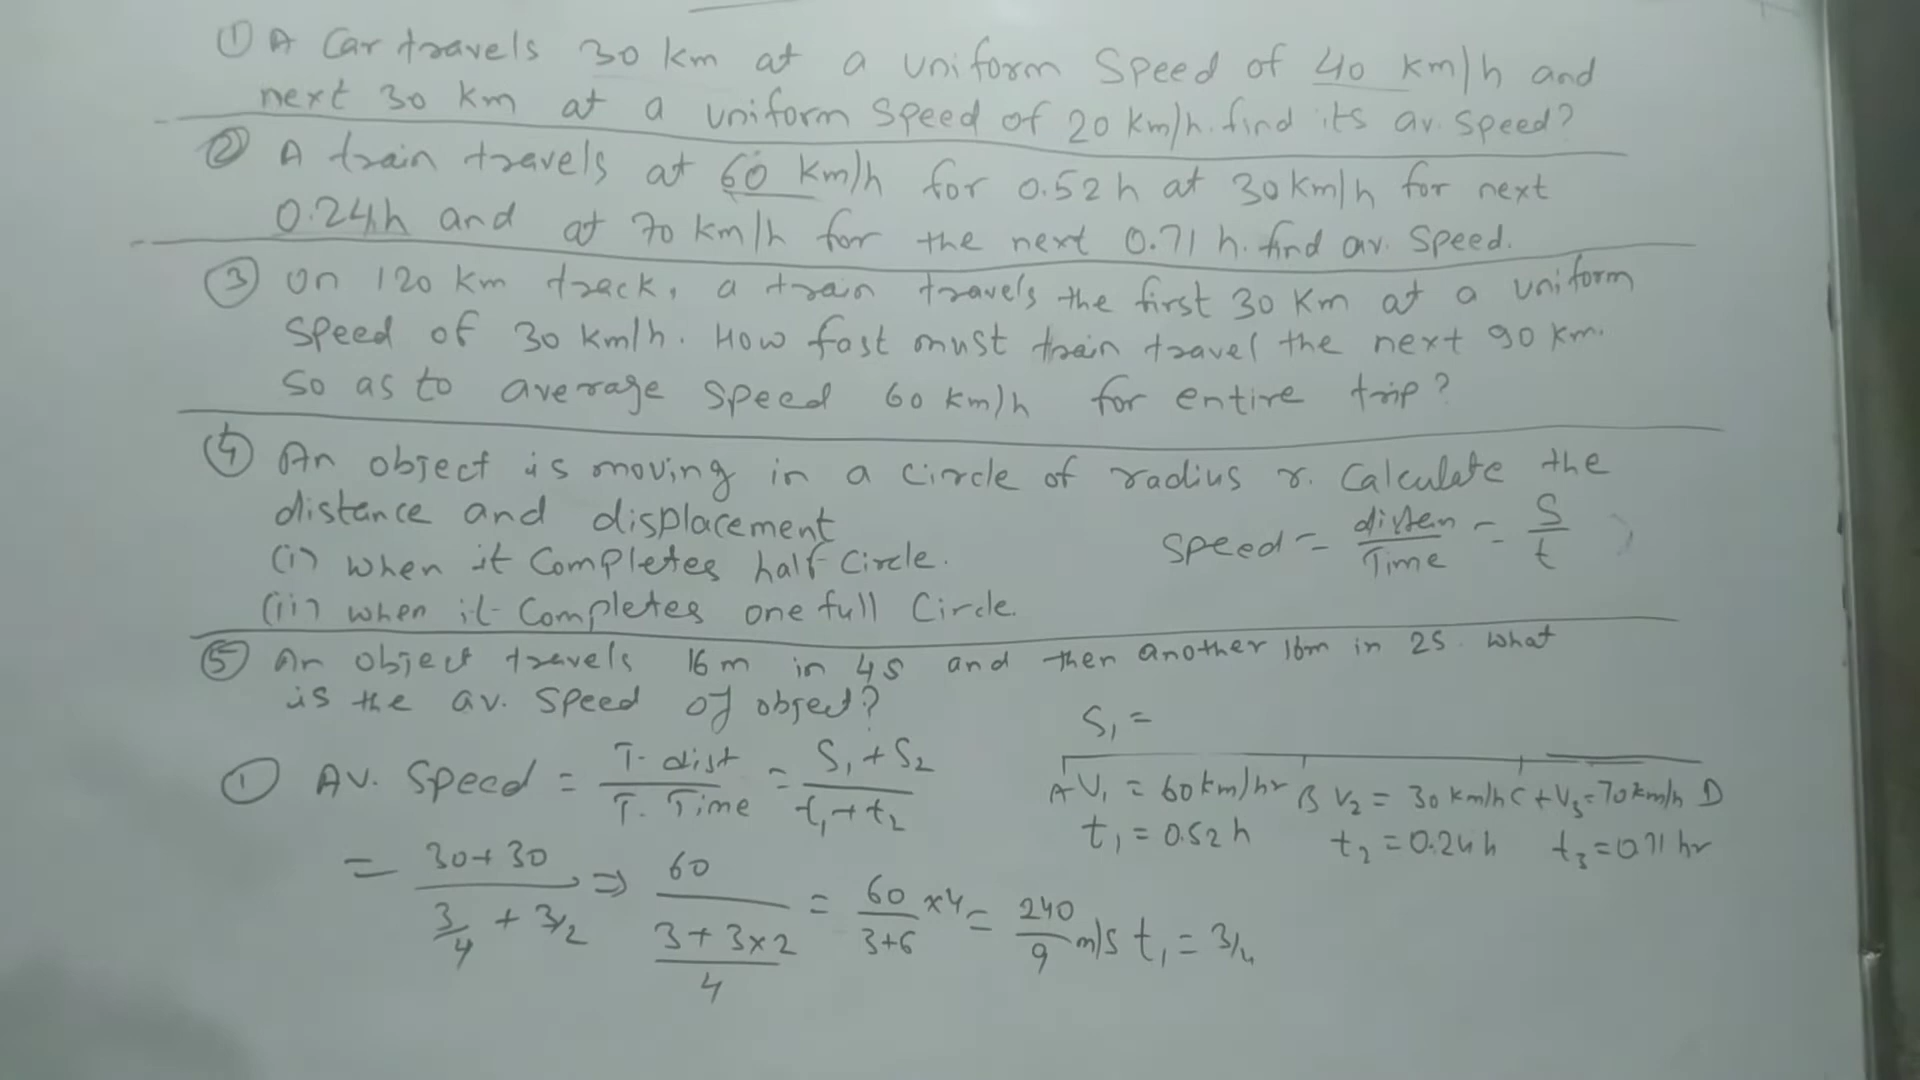 ① A Car travels 30 km at a uniform speed of 40 km/h and
next 30 km at a uniform speed of 20 km/h. find its av. speed?
② A train travels at 60 km/h for 0.52 h at 30 km/h for next
0.24h and at 70 km/h for the next 0.71 h. find av. speed.
③ on 120 km track, a train travels the first 30 km at a uniform
speed of 30 km/h. How fast must train travel the next 90 km.
so as to average speed 60 km/h for entire trip?
④ An object is moving in a circle of radius r. Calculate the
distance and displacement
(i) when it completes half circle.
(ii) when it completes one full circle.
speed = disten/Time = S/t
⑤ An object travels 16 m in 4s and then another 16m in 2s. what
is the av. speed of object?
① AV. Speed = T. dist/T. Time = S₁+S₂/t₁+t₂
= 30+30/3/4 + 3/2 ⇒ 60/3+3×2/4 = 60/3+6 ×4 = 240/9 m/s t₁ = 3/4
S₁ =
A V₁ = 60 km/hr B V₂ = 30 km/h C + V₃ = 70 km/h D
t₁ = 0.52 h t₂ = 0.24 h t₃ = 0.71 hr